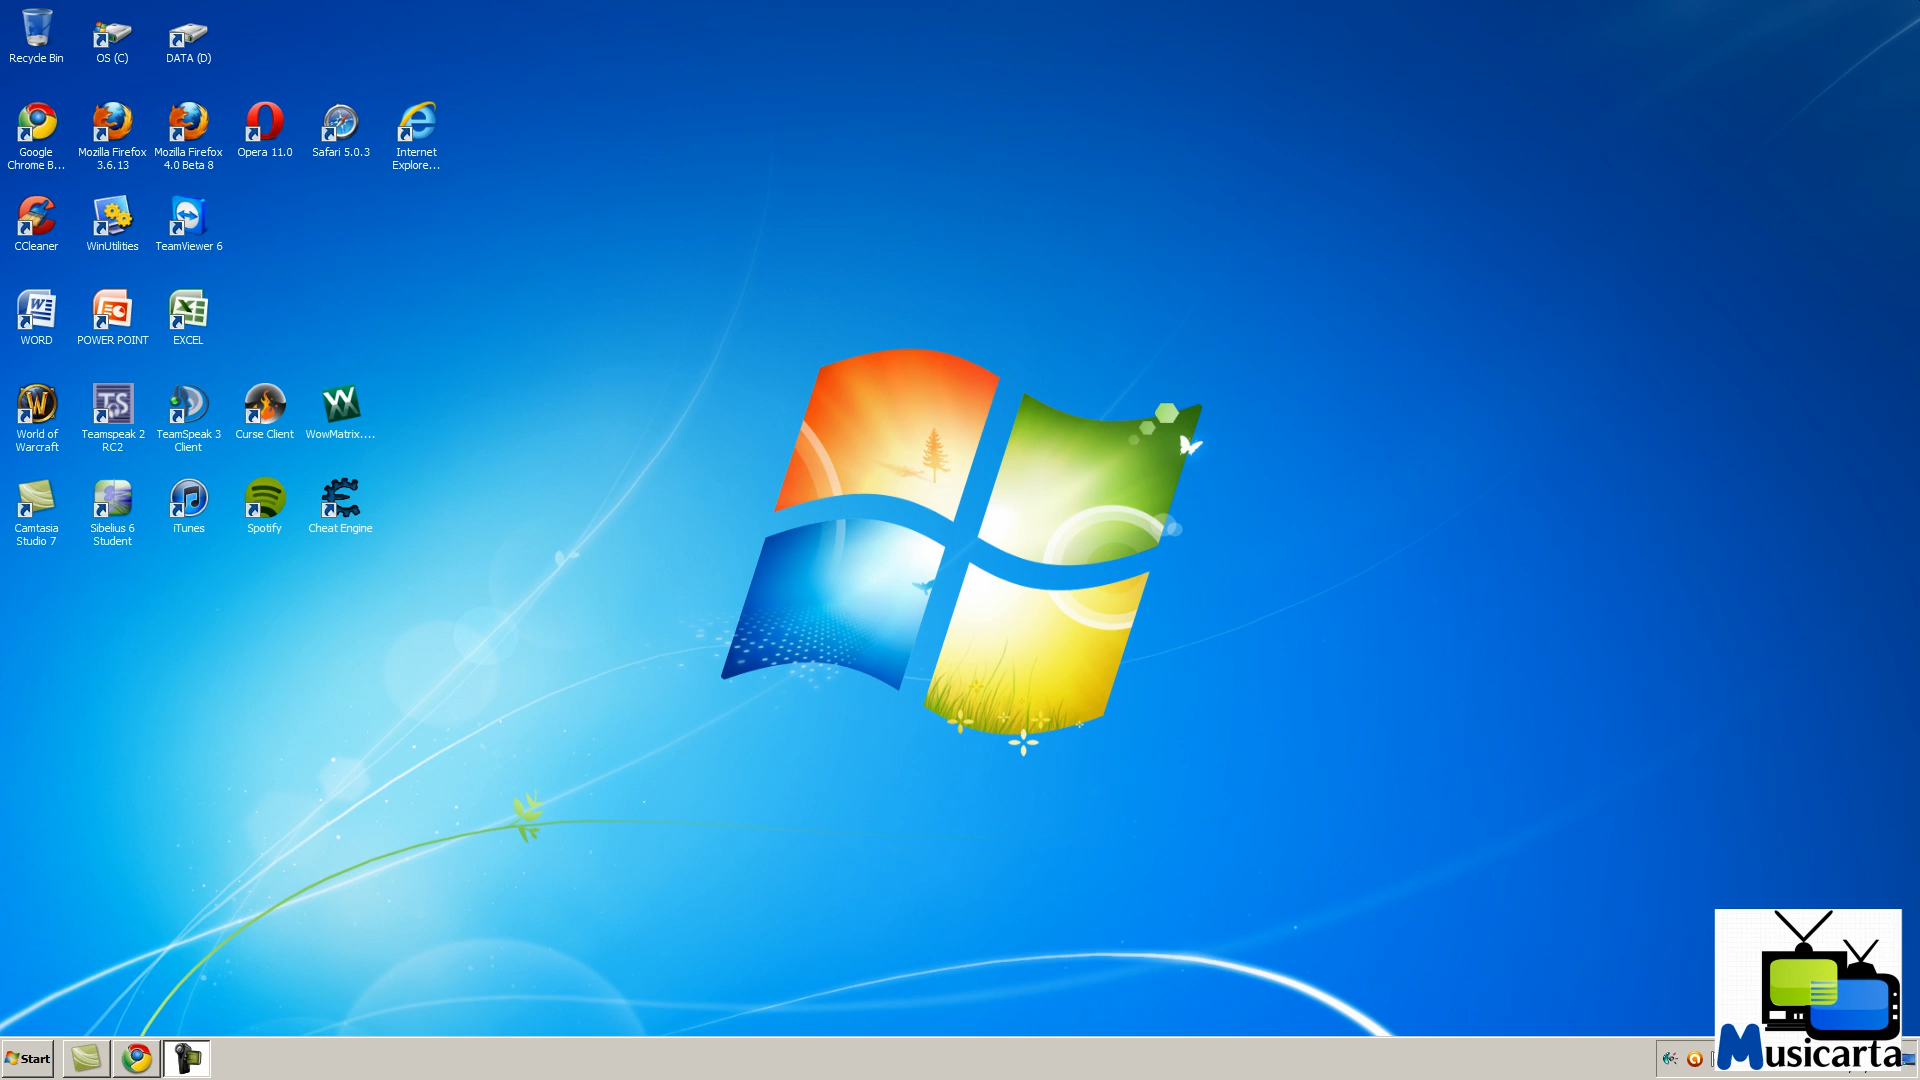 Recycle Bin
OS (C)
DATA (D)
Google
Chrome B...
Mozilla Firefox
3.6.13
Mozilla Firefox
4.0 Beta 8
Opera 11.0
Safari 5.0.3
Internet
Explore...
CCleaner
WinUtilities
TeamViewer 6
WORD
POWER POINT
EXCEL
World of
Warcraft
Teamspeak 2
RC2
TeamSpeak 3
Client
Curse Client
WowMatrix....
Camtasia
Studio 7
Sibelius 6
Student
iTunes
Spotify
Cheat Engine
Start
Musicarta